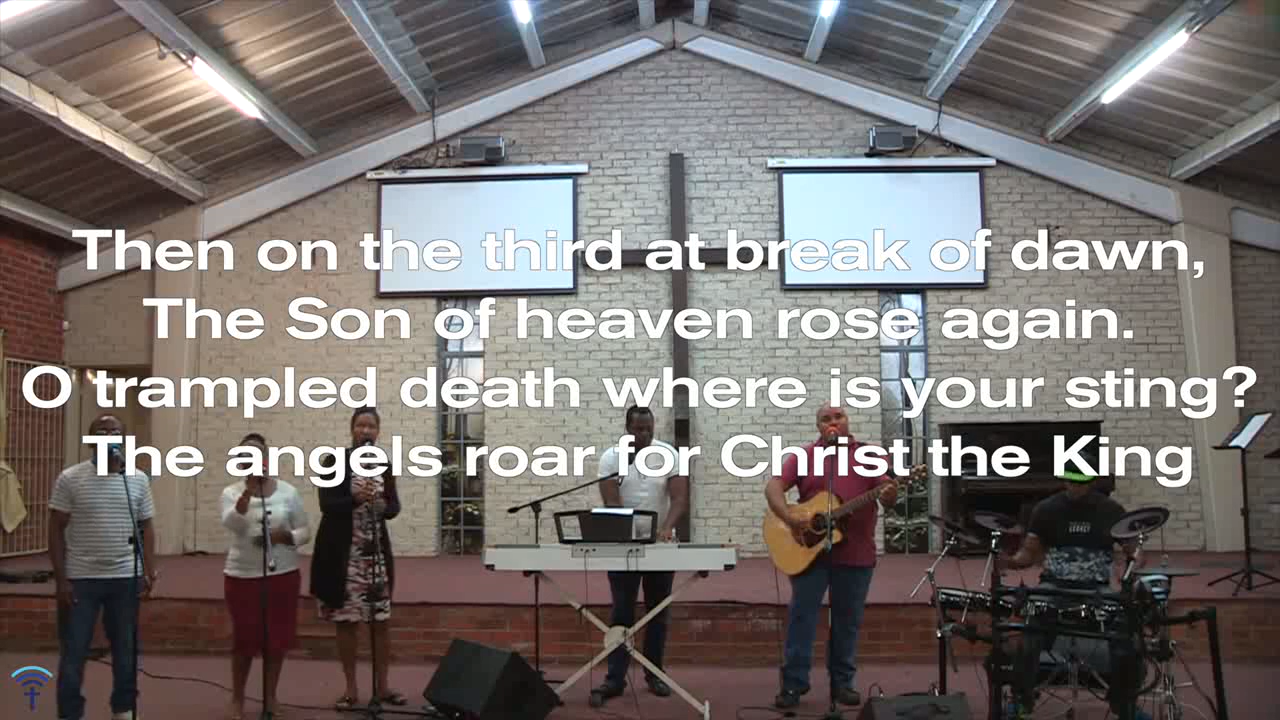 Then on the third at break of dawn,
The Son of heaven rose again.
O trampled death where is your sting?
The angels roar for Christ the King
LEGACY